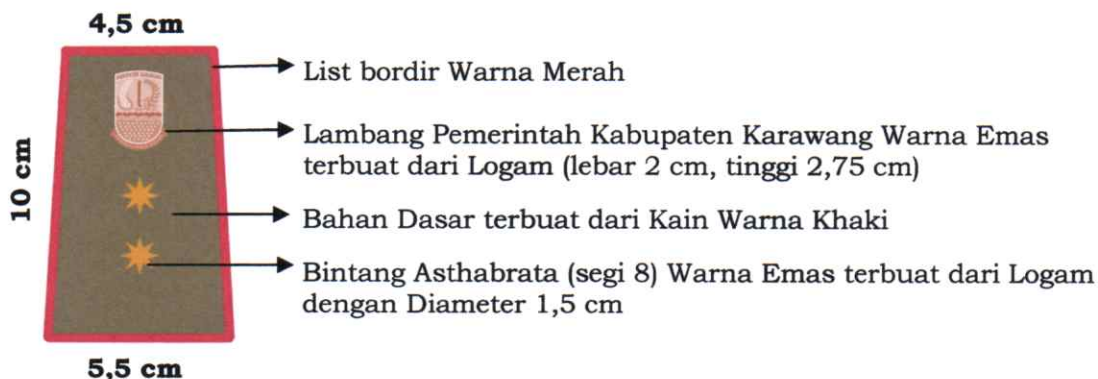 4,5 cm
List bordir Warna Merah
Lambang Pemerintah Kabupaten Karawang Warna Emas
terbuat dari Logam (lebar 2 cm, tinggi 2,75 cm)
10 cm
Bahan Dasar terbuat dari Kain Warna Khaki
Bintang Asthabrata (segi 8) Warna Emas terbuat dari Logam
dengan Diameter 1,5 cm
5,5 cm